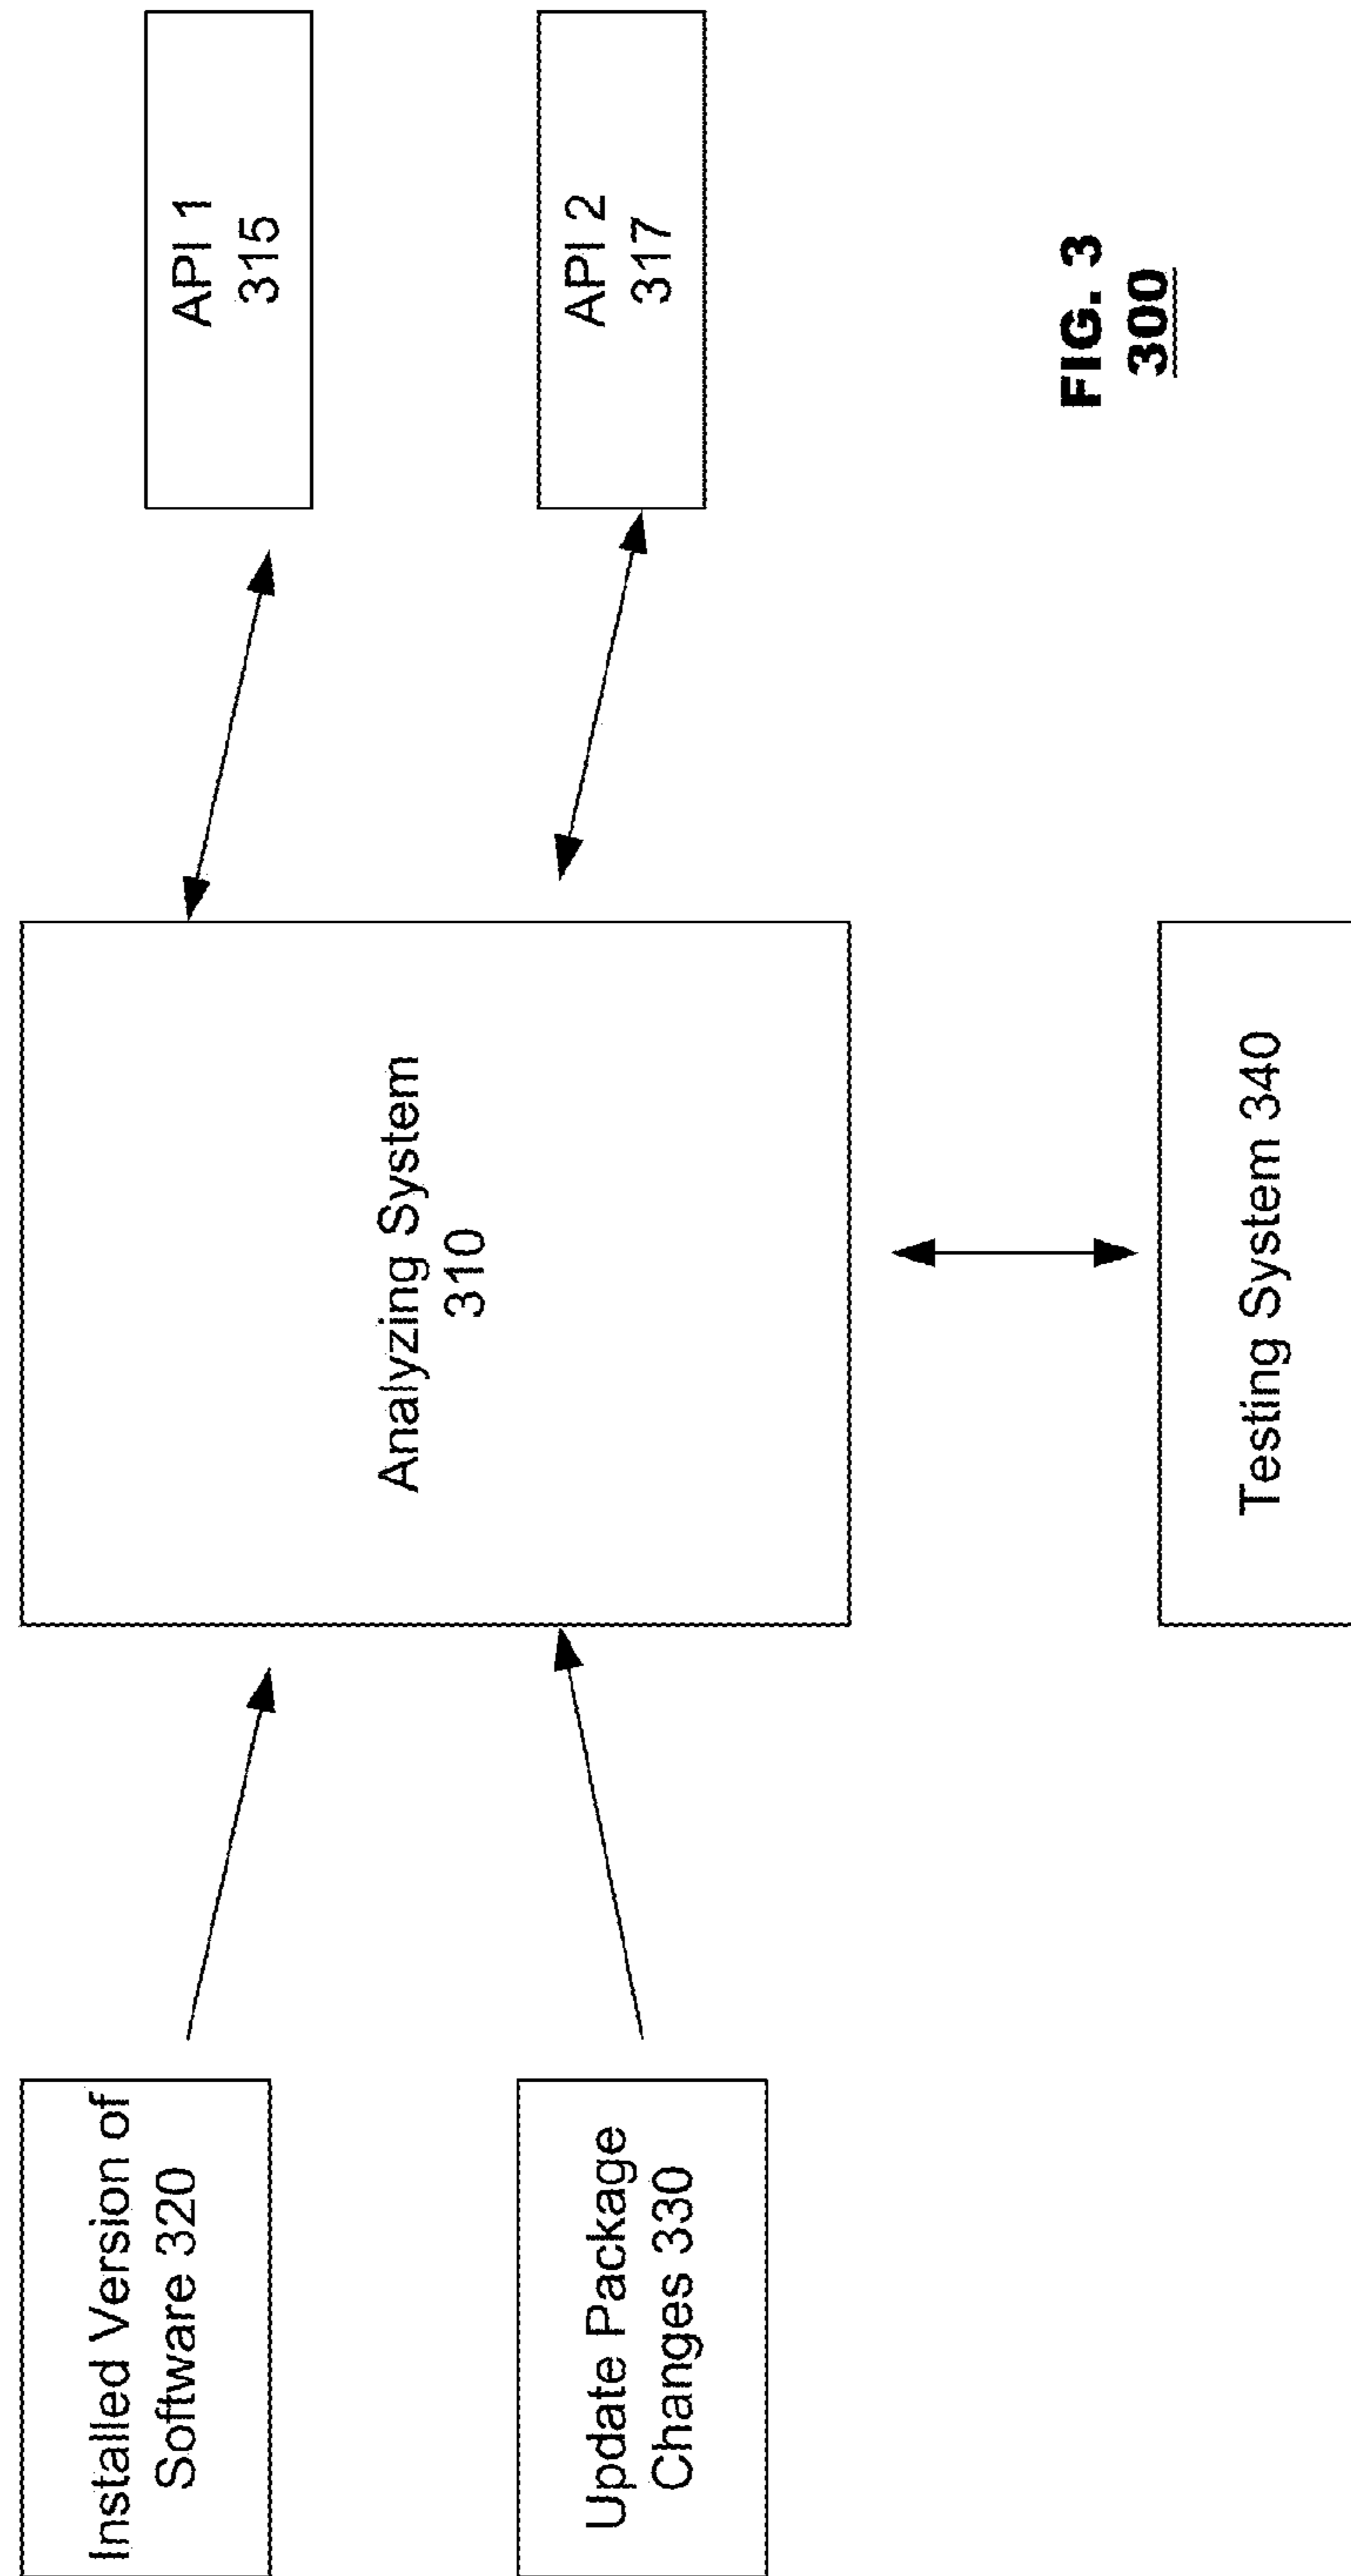 Installed Version of
Software 320
Update Package
Changes 330
Analyzing System
310
Testing System 340
API 1
315
API 2
317
FIG. 3
300